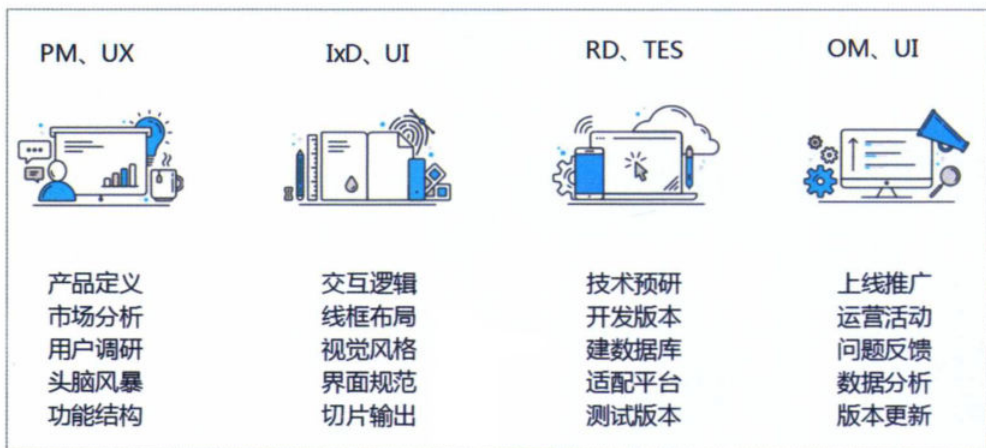 PM、UX
产品定义
市场分析
用户调研
头脑风暴
功能结构
IxD、UI
交互逻辑
线框布局
视觉风格
界面规范
切片输出
RD、TES
技术预研
开发版本
建数据库
适配平台
测试版本
OM、UI
上线推广
运营活动
问题反馈
数据分析
版本更新